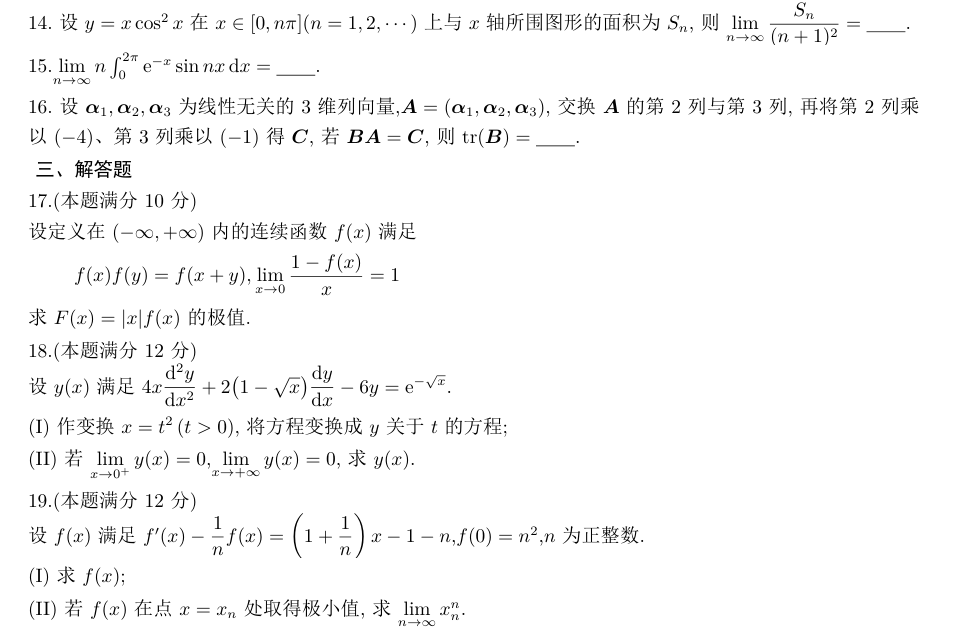 14. 设 y = x cos² x 在 x ∈ [0, nπ](n = 1, 2, ⋯) 上与 x 轴所围图形的面积为 Sₙ, 则 lim_{n→∞} Sₙ/(n + 1)² = ____.
15. lim_{n→∞} n ∫₀^{2π} e^{−x} sin nx dx = ____.
16. 设 α₁, α₂, α₃ 为线性无关的 3 维列向量,A = (α₁, α₂, α₃), 交换 A 的第 2 列与第 3 列, 再将第 2 列乘
以 (−4)、第 3 列乘以 (−1) 得 C, 若 BA = C, 则 tr(B) = ____.
三、解答题
17.(本题满分 10 分)
设定义在 (−∞, +∞) 内的连续函数 f(x) 满足
f(x)f(y) = f(x + y), lim_{x→0} (1 − f(x))/x = 1
求 F(x) = |x|f(x) 的极值.
18.(本题满分 12 分)
设 y(x) 满足 4x d²y/dx² + 2(1 − √x) dy/dx − 6y = e^{−√x}.
(I) 作变换 x = t² (t > 0), 将方程变换成 y 关于 t 的方程;
(II) 若 lim_{x→0⁺} y(x) = 0, lim_{x→+∞} y(x) = 0, 求 y(x).
19.(本题满分 12 分)
设 f(x) 满足 f′(x) − 1/n f(x) = (1 + 1/n) x − 1 − n,f(0) = n²,n 为正整数.
(I) 求 f(x);
(II) 若 f(x) 在点 x = xₙ 处取得极小值, 求 lim_{n→∞} xₙⁿ.